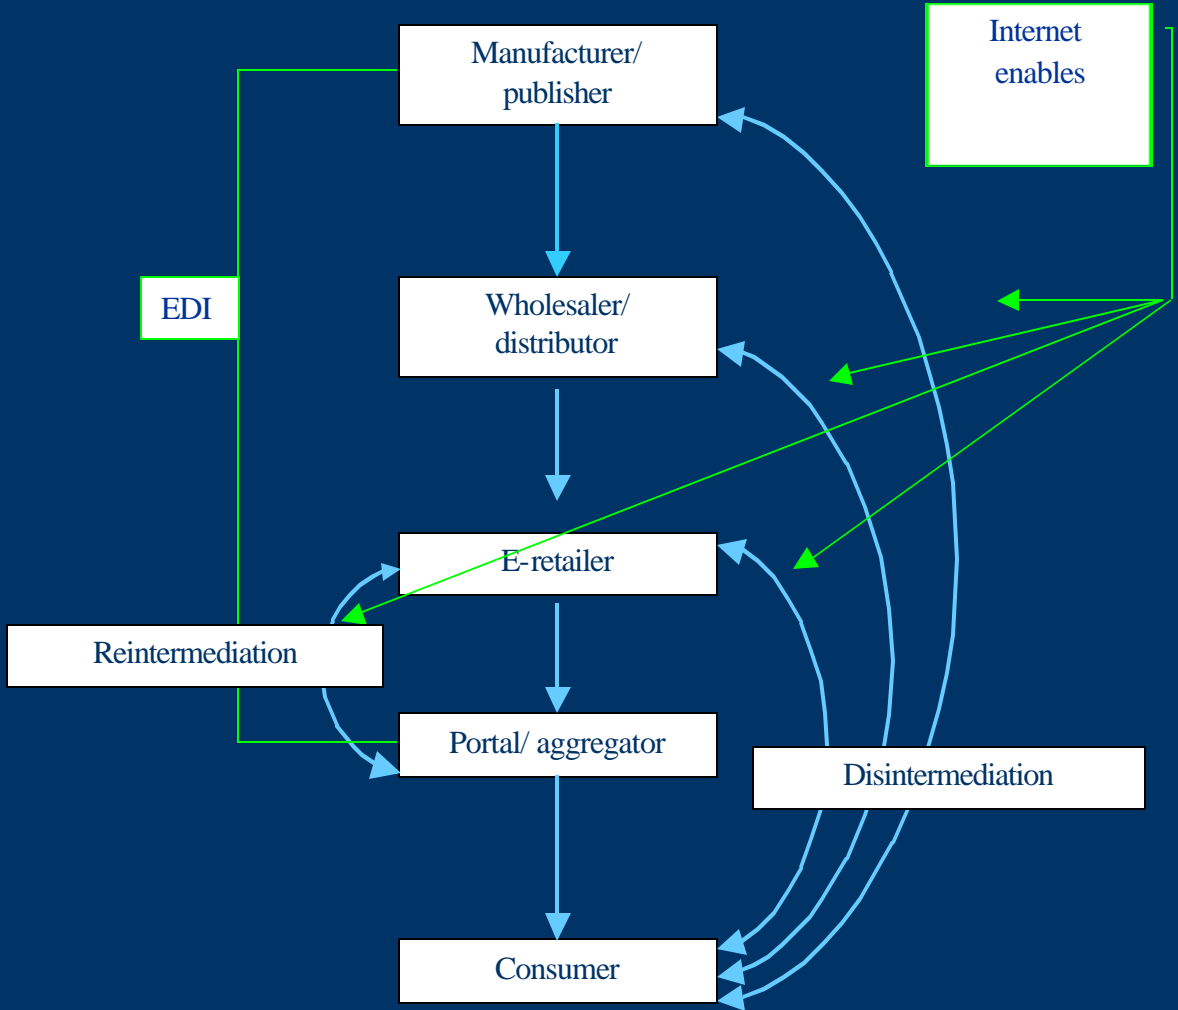 Manufacturer/
publisher
Internet
enables
EDI
Wholesaler/
distributor
E-retailer
Reintermediation
Portal/ aggregator
Disintermediation
Consumer